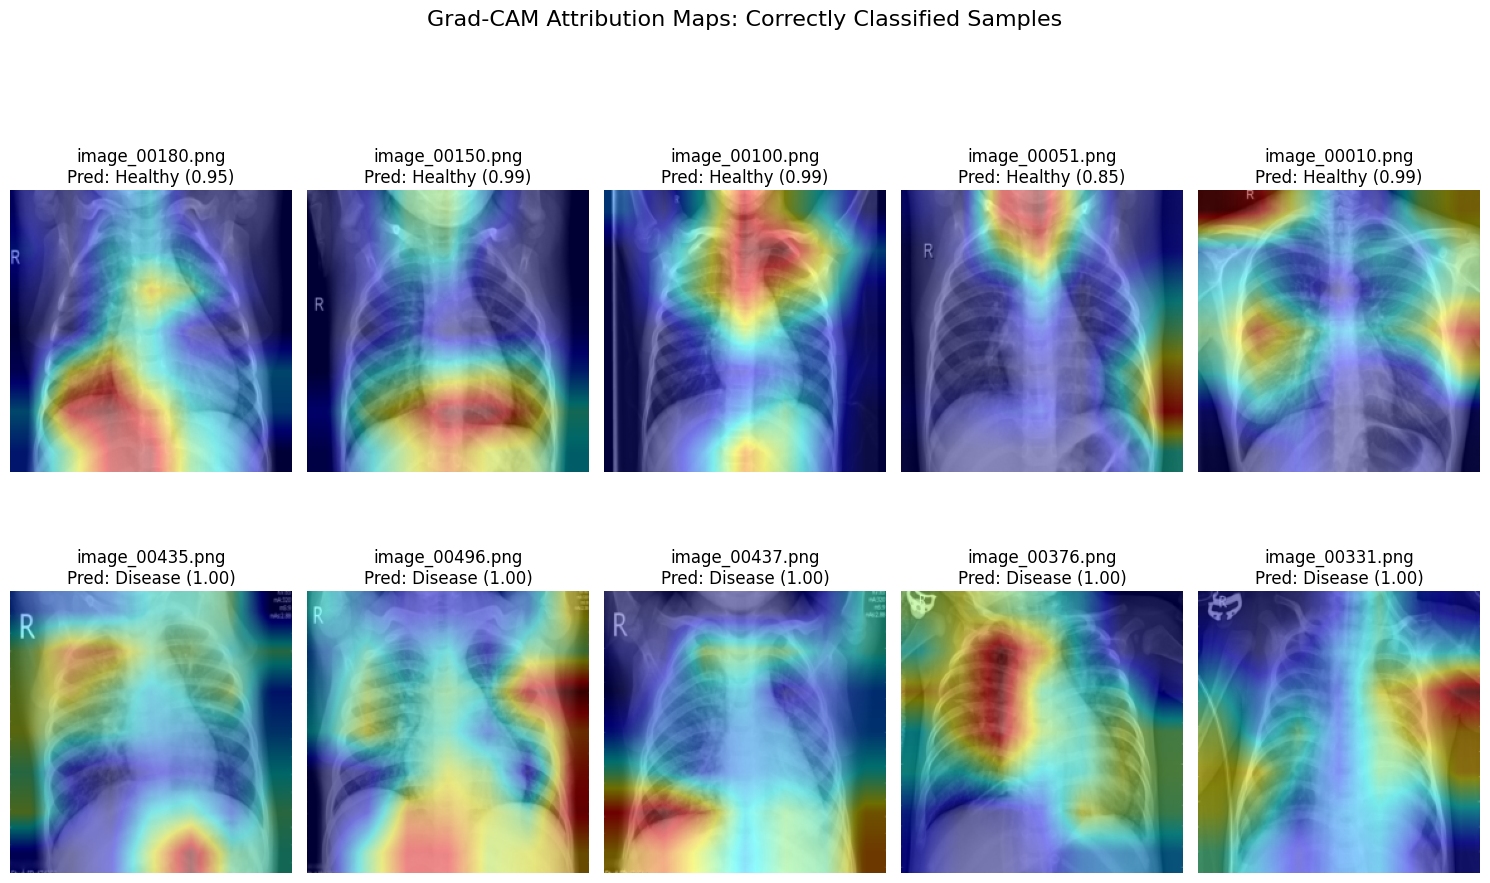 Grad-CAM Attribution Maps: Correctly Classified Samples
image_00180.png
Pred: Healthy (0.95)
image_00150.png
Pred: Healthy (0.99)
image_00100.png
Pred: Healthy (0.99)
image_00051.png
Pred: Healthy (0.85)
image_00010.png
Pred: Healthy (0.99)
R
R
R
R
R
image_00435.png
Pred: Disease (1.00)
image_00496.png
Pred: Disease (1.00)
image_00437.png
Pred: Disease (1.00)
image_00376.png
Pred: Disease (1.00)
image_00331.png
Pred: Disease (1.00)
R
R
R
R
R